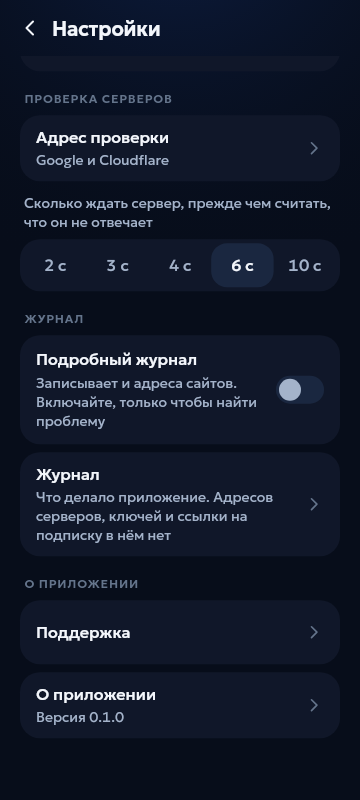 Настройки
ПРОВЕРКА СЕРВЕРОВ
Адрес проверки
Google и Cloudflare
Сколько ждать сервер, прежде чем считать,
что он не отвечает
2 с 3 с 4 с 6 с 10 с
ЖУРНАЛ
Подробный журнал
Записывает и адреса сайтов.
Включайте, только чтобы найти
проблему
Журнал
Что делало приложение. Адресов
серверов, ключей и ссылки на
подписку в нём нет
О ПРИЛОЖЕНИИ
Поддержка
О приложении
Версия 0.1.0